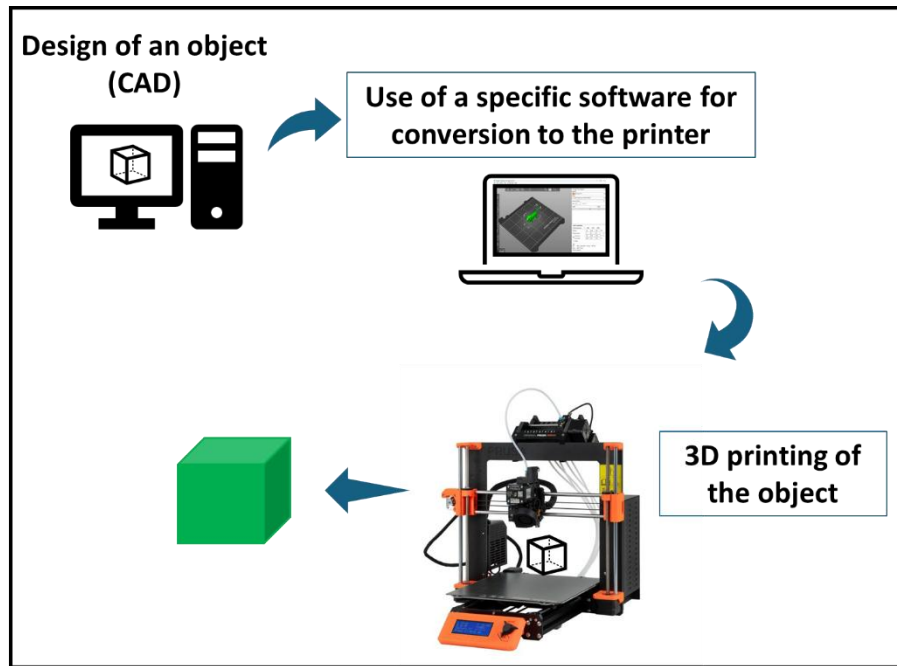 Design of an object
(CAD)
Use of a specific software for
conversion to the printer
3D printing of
the object